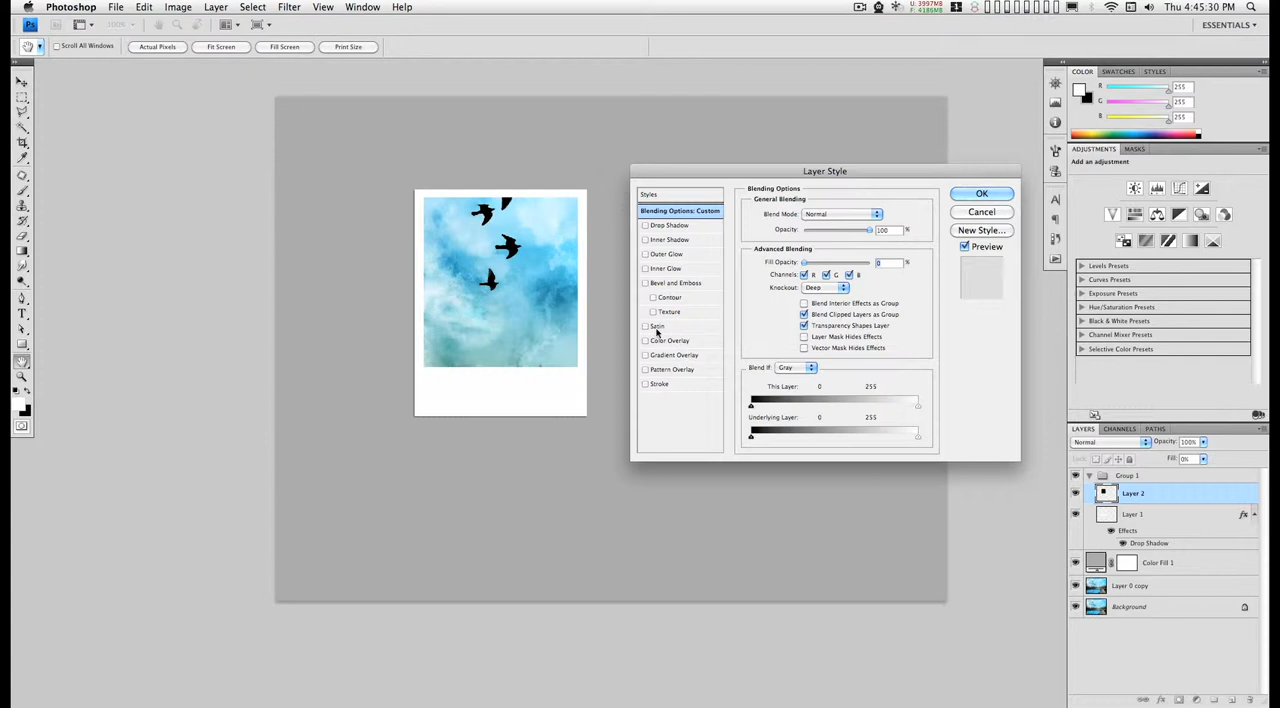 Photoshop File Edit Image Layer Select Filter View Window Help U: 3997MB F: 4186MB Thu 4:45:30 PM
Ps 100% ESSENTIALS
Scroll All Windows Actual Pixels Fit Screen Fill Screen Print Size
COLOR SWATCHES STYLES
R 255
G 255
B 255
ADJUSTMENTS MASKS
Add an adjustment
Levels Presets
Curves Presets
Exposure Presets
Hue/Saturation Presets
Black & White Presets
Channel Mixer Presets
Selective Color Presets
Layer Style
Styles
Blending Options: Custom
Drop Shadow
Inner Shadow
Outer Glow
Inner Glow
Bevel and Emboss
Contour
Texture
Satin
Color Overlay
Gradient Overlay
Pattern Overlay
Stroke
Blending Options
General Blending
Blend Mode: Normal
Opacity: 100 %
Advanced Blending
Fill Opacity: 0 %
Channels: R G B
Knockout: Deep
Blend Interior Effects as Group
Blend Clipped Layers as Group
Transparency Shapes Layer
Layer Mask Hides Effects
Vector Mask Hides Effects
Blend If: Gray
This Layer: 0 255
Underlying Layer: 0 255
OK
Cancel
New Style...
Preview
LAYERS CHANNELS PATHS
Normal Opacity: 100%
Lock: Fill: 0%
Group 1
Layer 2
Layer 1 fx
Effects
Drop Shadow
Color Fill 1
Layer 0 copy
Background